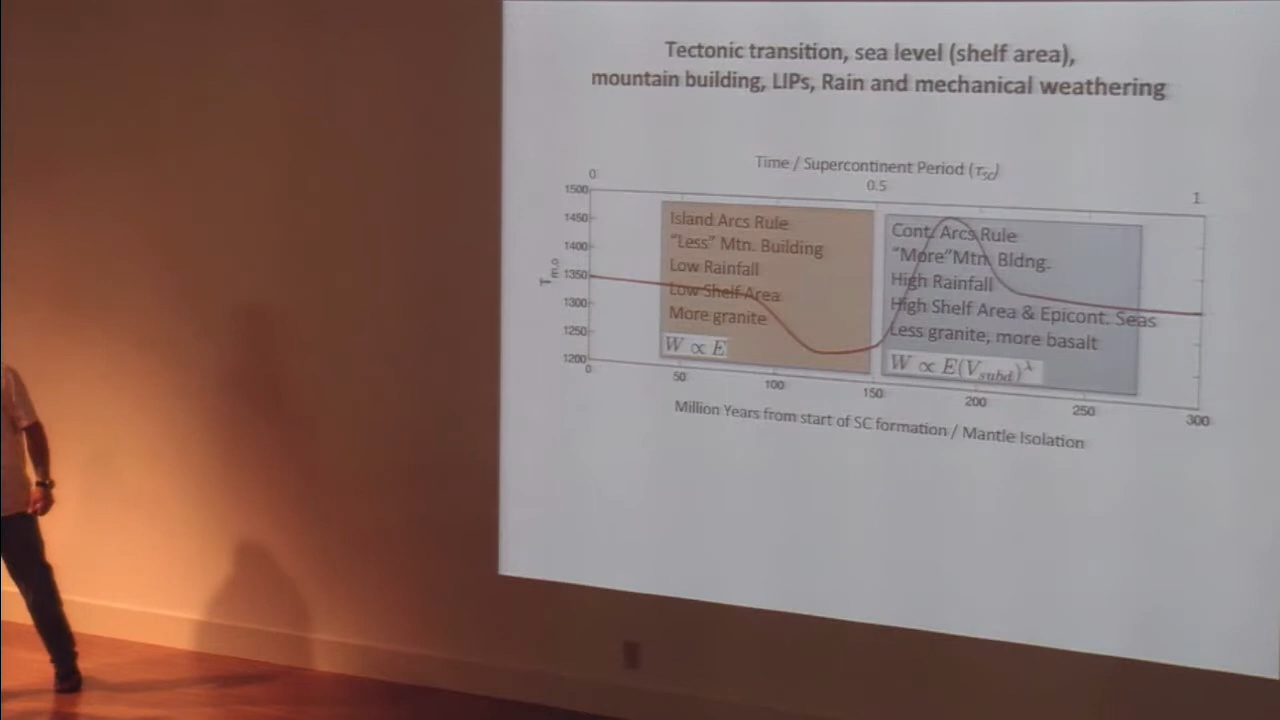 Tectonic transition, sea level (shelf area),
mountain building, LIPs, Rain and mechanical weathering
Time / Supercontinent Period (τsc)
0
0.5
1
1500
1450
1400
1350
1300
1250
1200
Tm,o
Island Arcs Rule
"Less" Mtn. Building
Low Rainfall
Low Shelf Area
More granite
W ∝ E
Cont. Arcs Rule
"More"Mtn. Bldng.
High Rainfall
High Shelf Area & Epicont. Seas
Less granite, more basalt
W ∝ E(Vsubd)^λ
0
50
100
150
200
250
300
Million Years from start of SC formation / Mantle Isolation